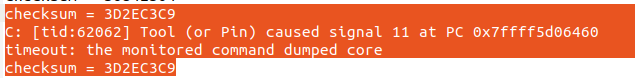 checksum = 3D2EC3C9
C: [tid:62062] Tool (or Pin) caused signal 11 at PC 0x7ffff5d06460
timeout: the monitored command dumped core
checksum = 3D2EC3C9